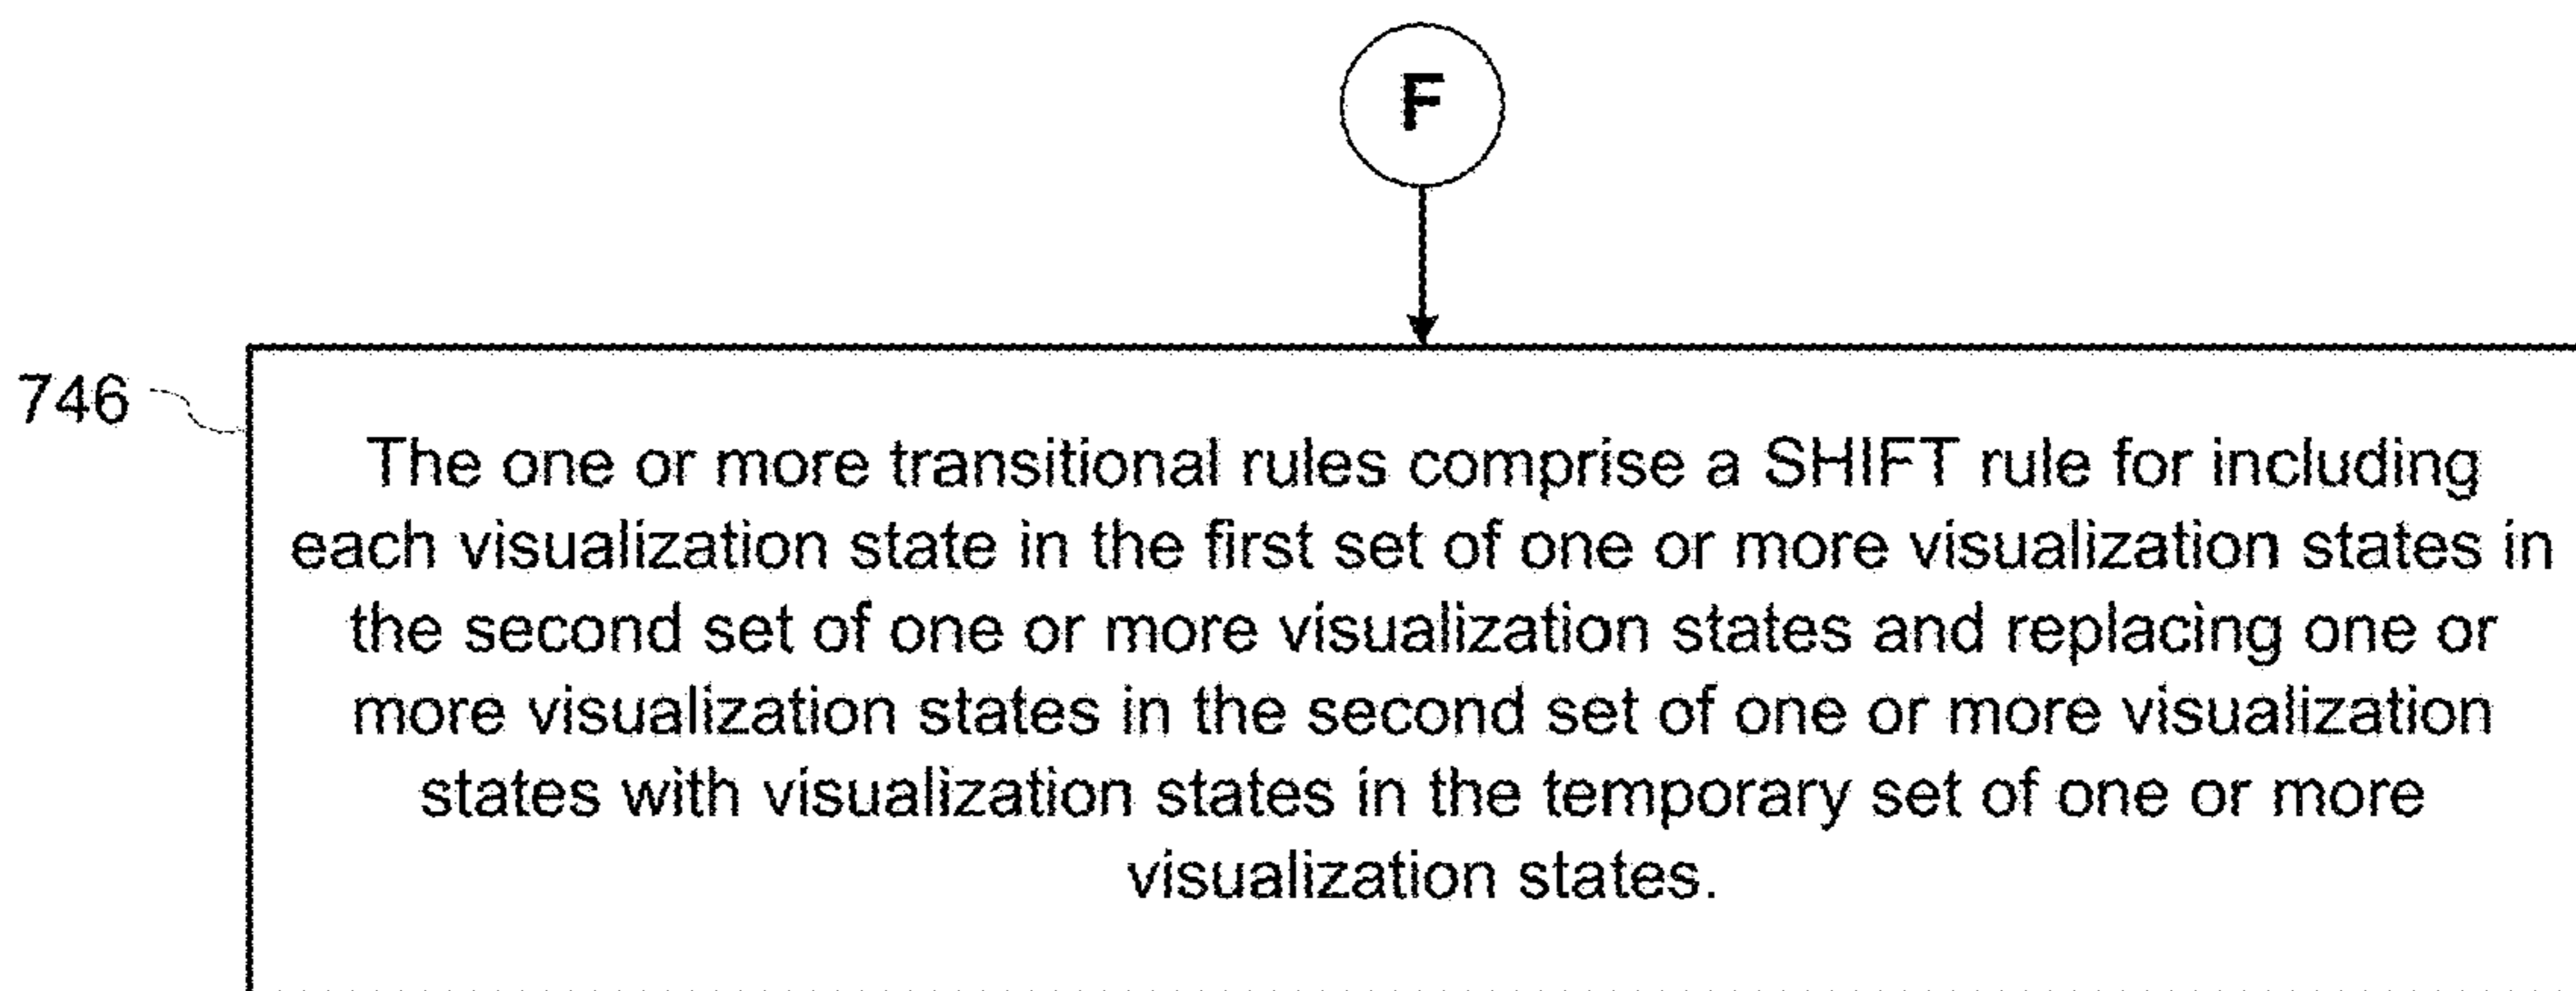 F
746
The one or more transitional rules comprise a SHIFT rule for including
each visualization state in the first set of one or more visualization states in
the second set of one or more visualization states and replacing one or
more visualization states in the second set of one or more visualization
states with visualization states in the temporary set of one or more
visualization states.